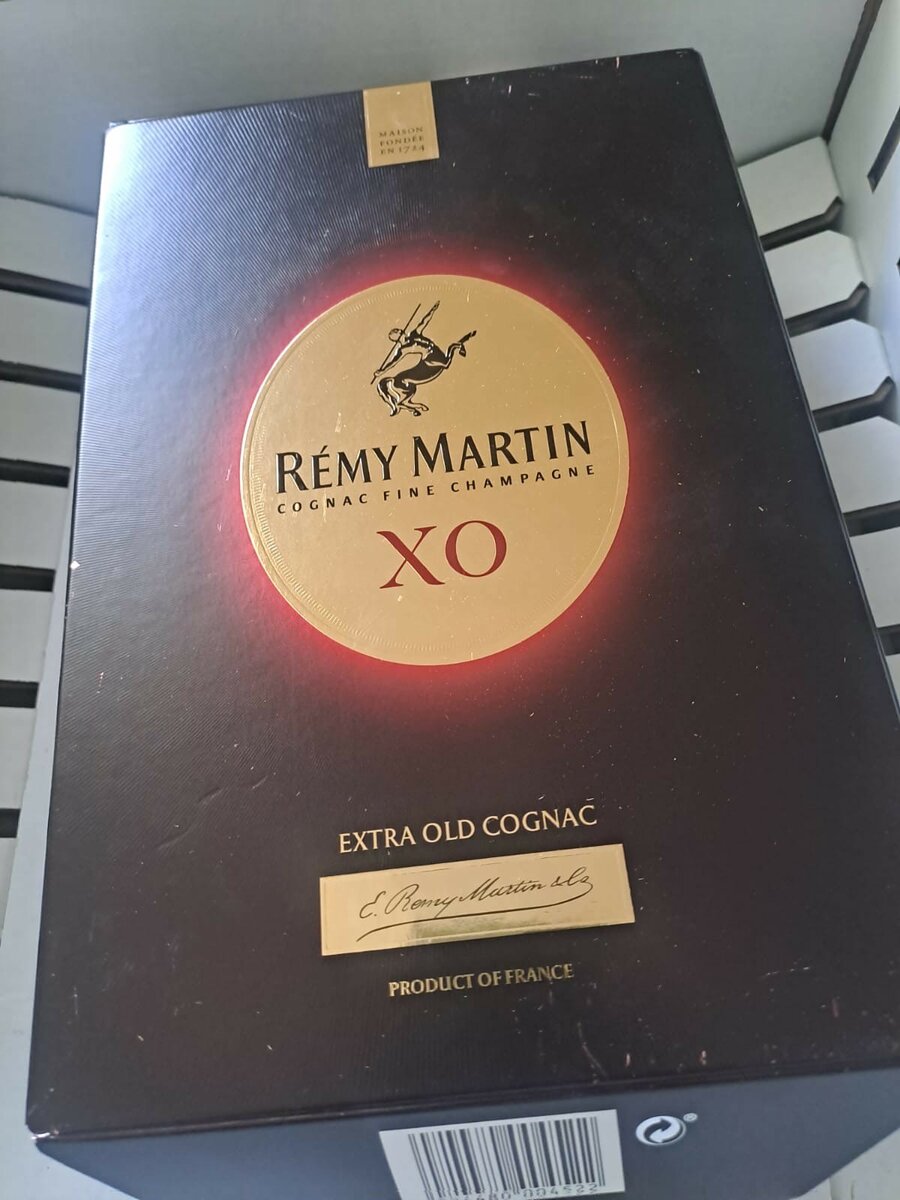 MAISON
FONDÉE
EN 1724
RÉMY MARTIN
COGNAC FINE CHAMPAGNE
XO
EXTRA OLD COGNAC
E. Remy Martin & Co
PRODUCT OF FRANCE